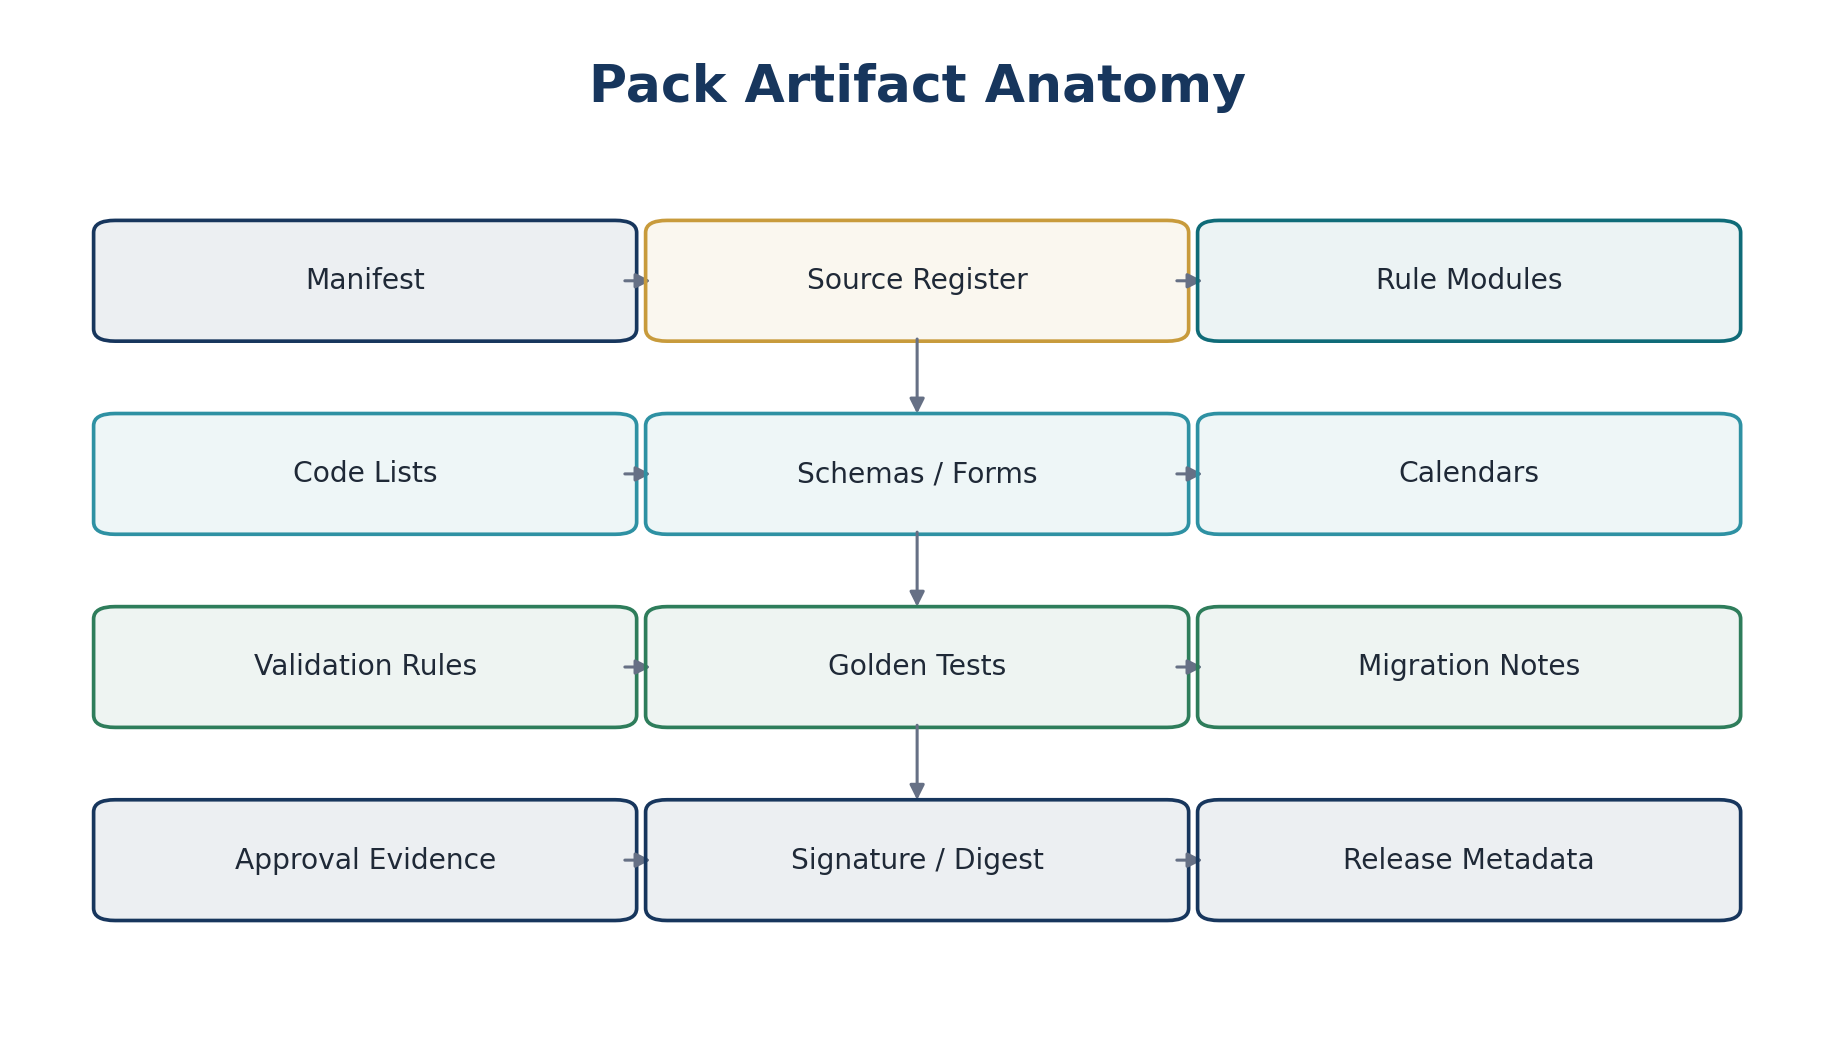 Pack Artifact Anatomy
Manifest
Source Register
Rule Modules
Code Lists
Schemas / Forms
Calendars
Validation Rules
Golden Tests
Migration Notes
Approval Evidence
Signature / Digest
Release Metadata